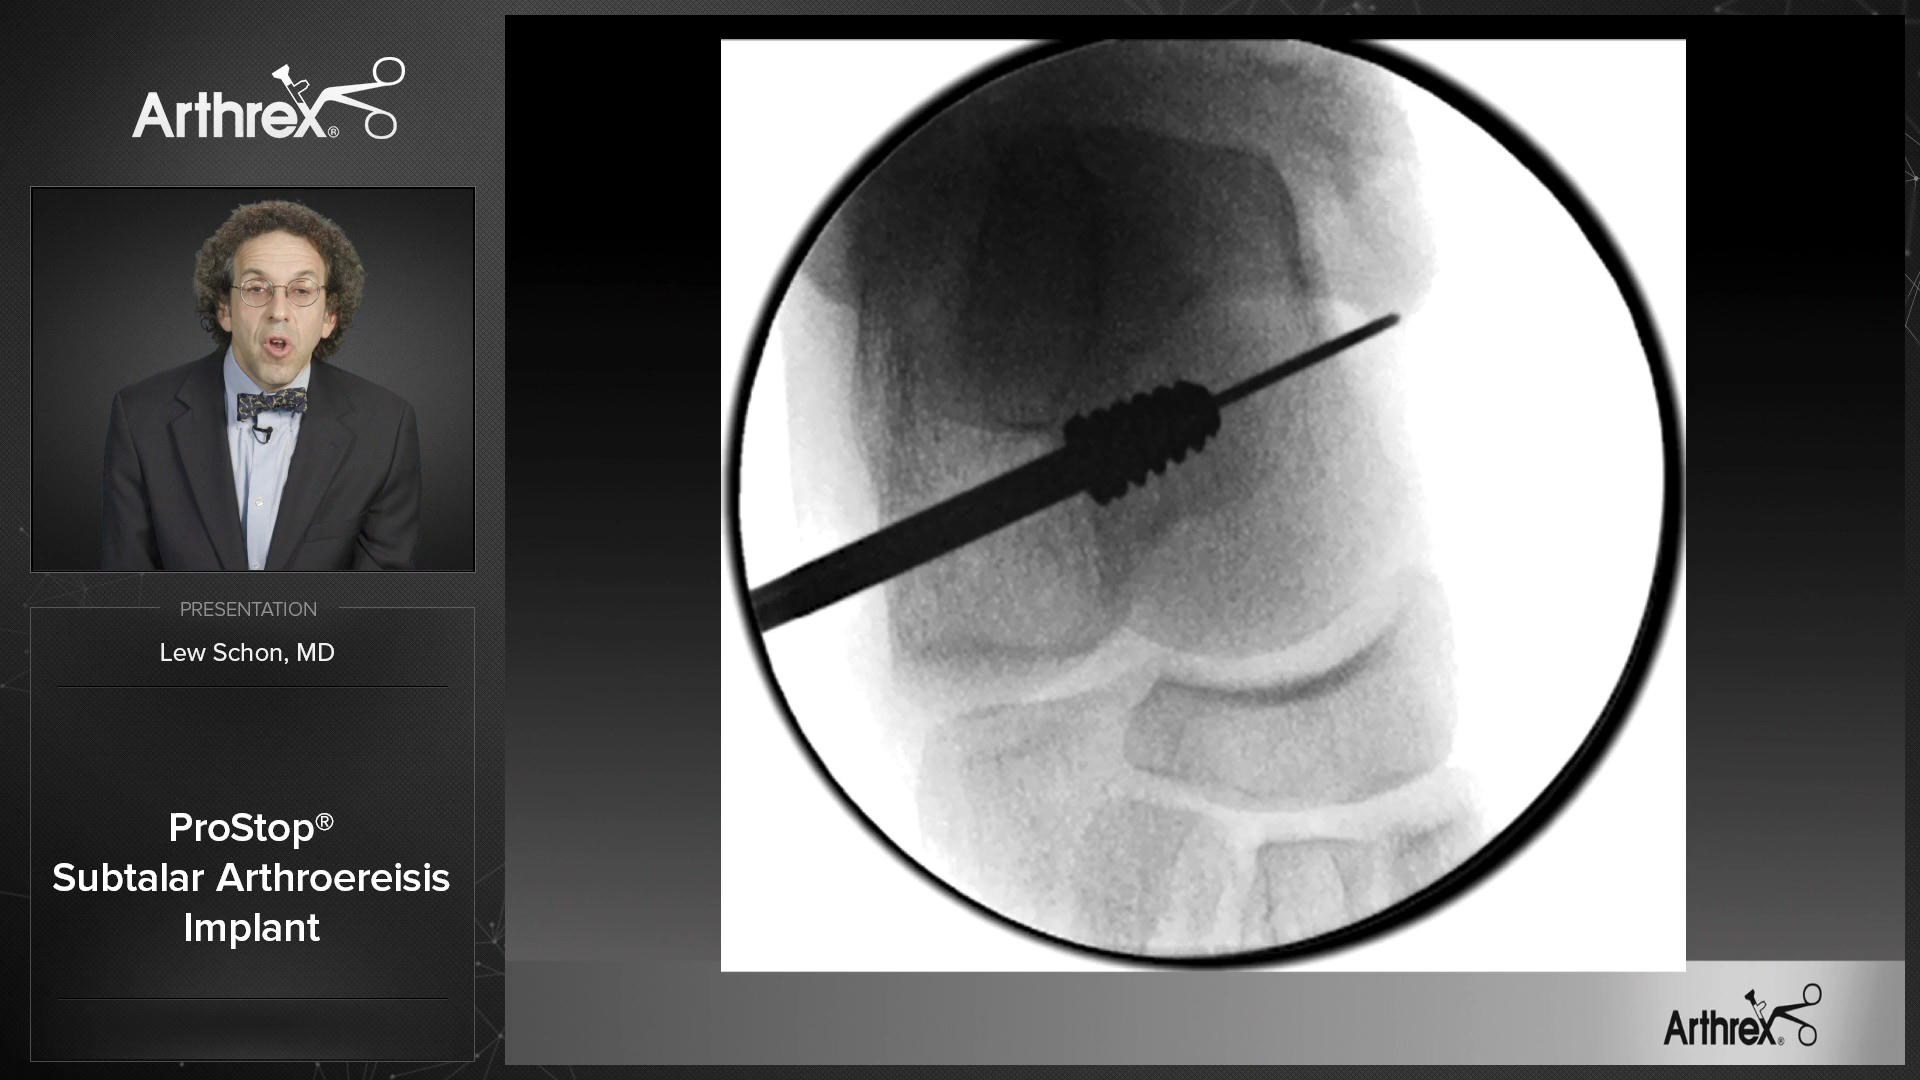 Arthrex®
PRESENTATION
Lew Schon, MD
ProStop®
Subtalar Arthroereisis
Implant
Arthrex®